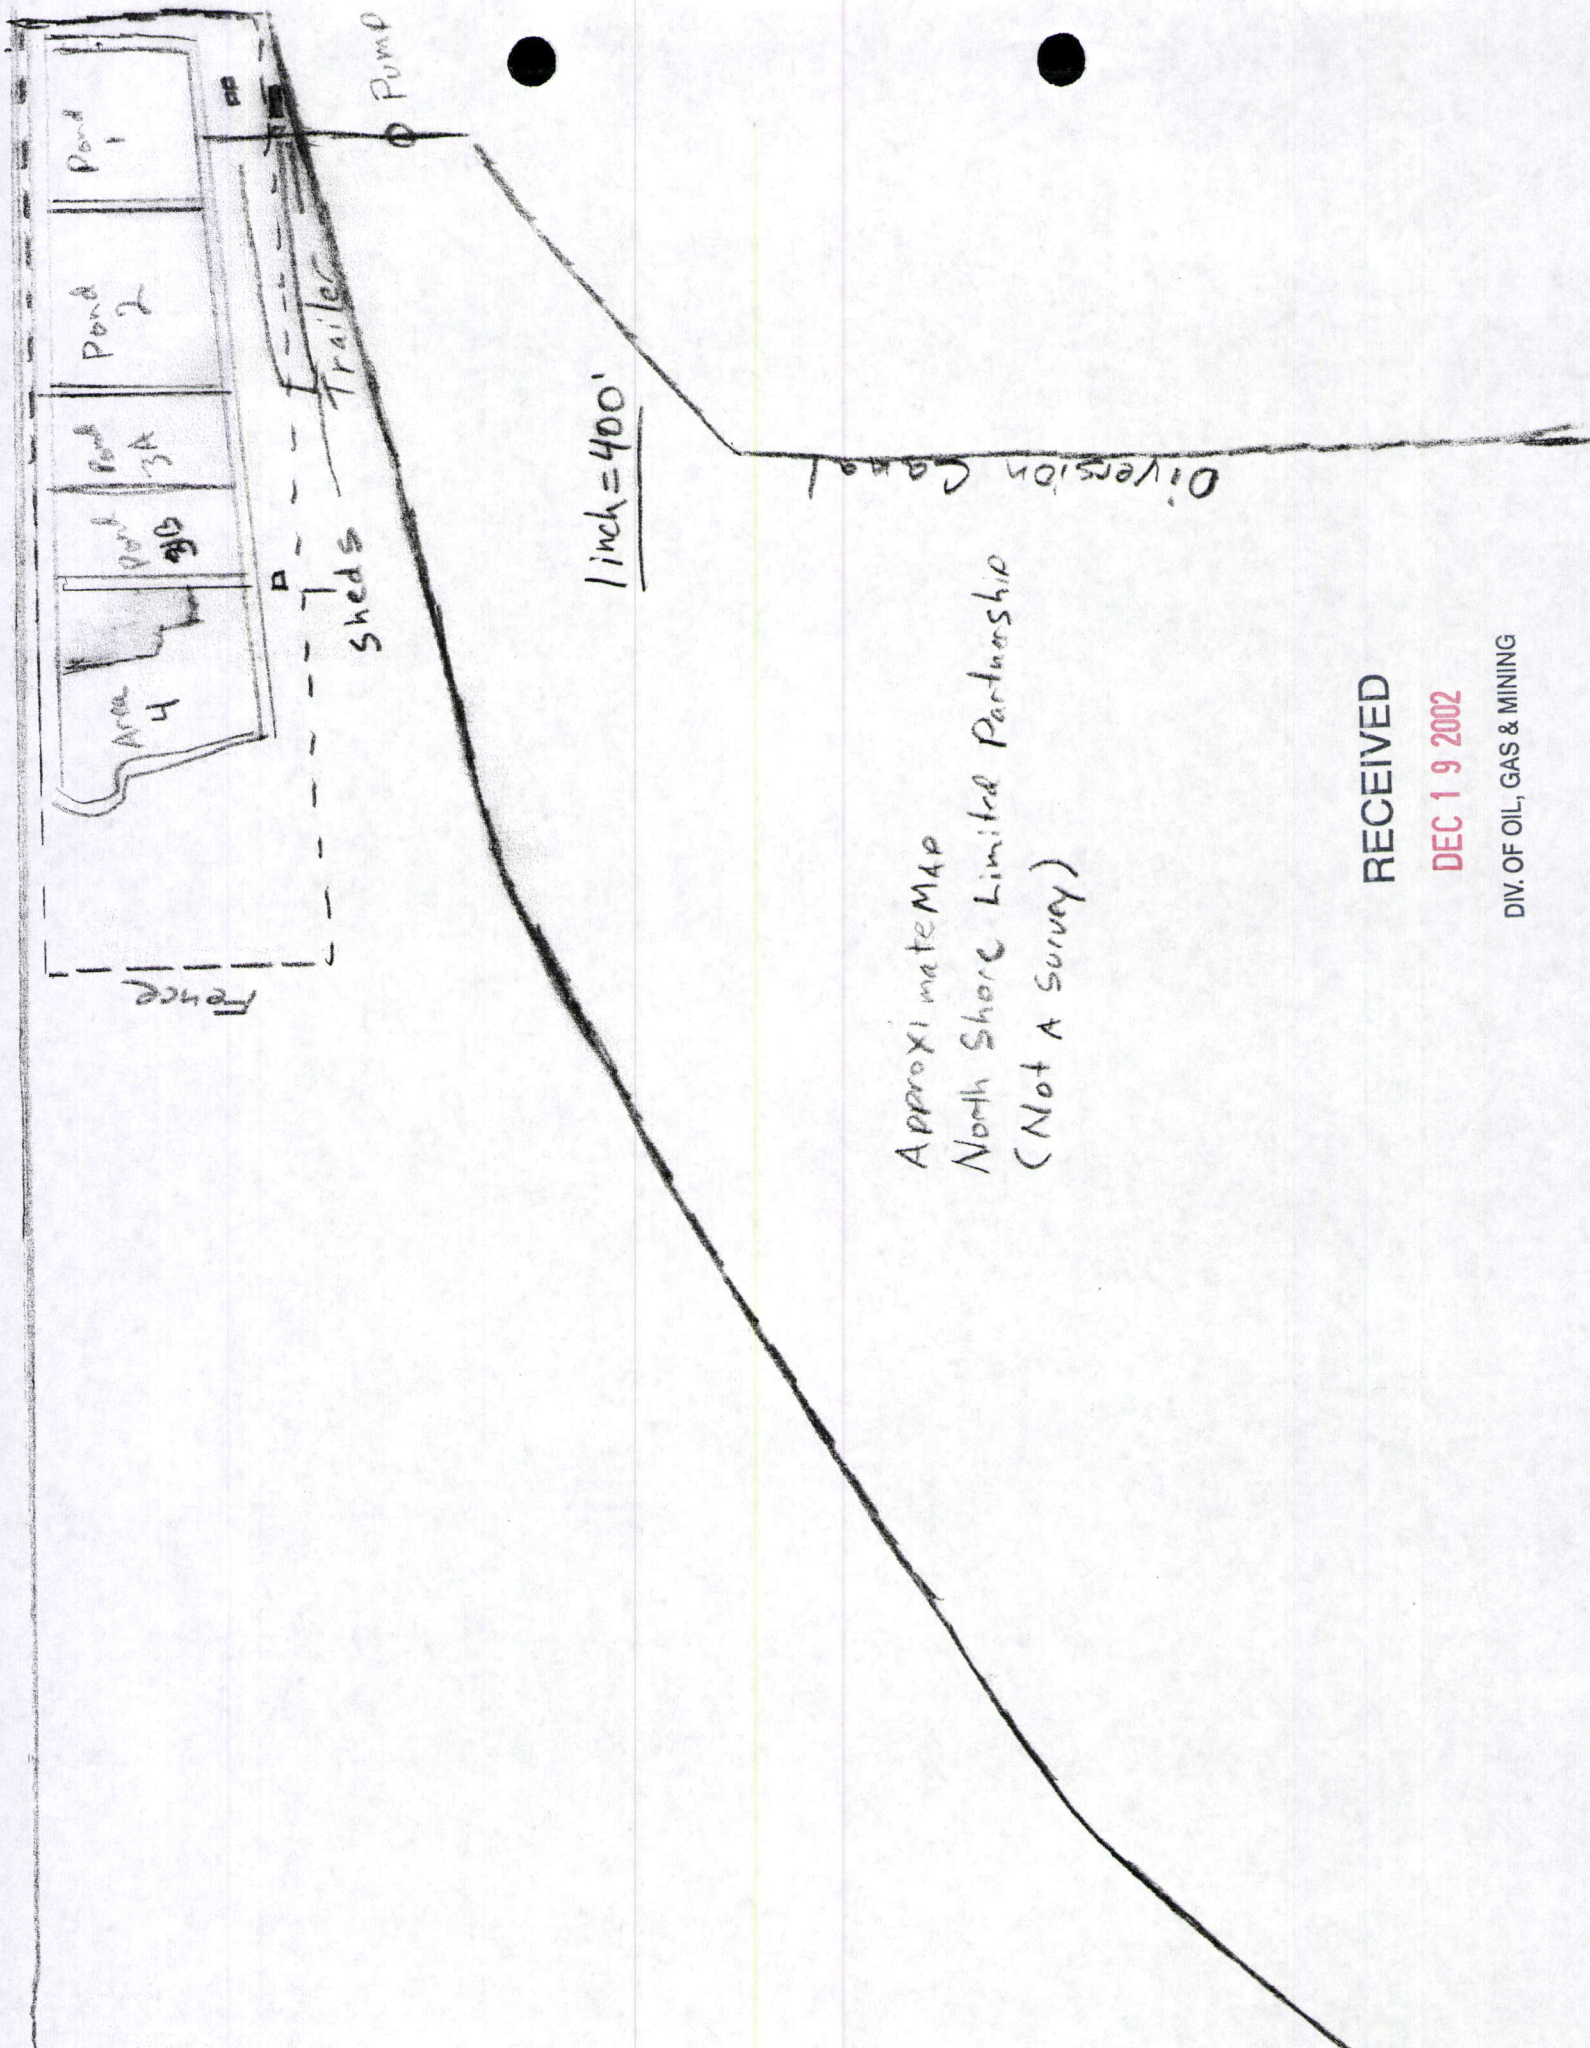 Pond
1
Pond
2
Pond
3A
Pond
3B
Area
4
Pump
Trailer
Sheds
Fence
1 inch = 400'
Diversion Canal
Approximate Map
North Shore Limited Partnership
(Not A Survey)
RECEIVED
DEC 19 2002
DIV. OF OIL, GAS & MINING